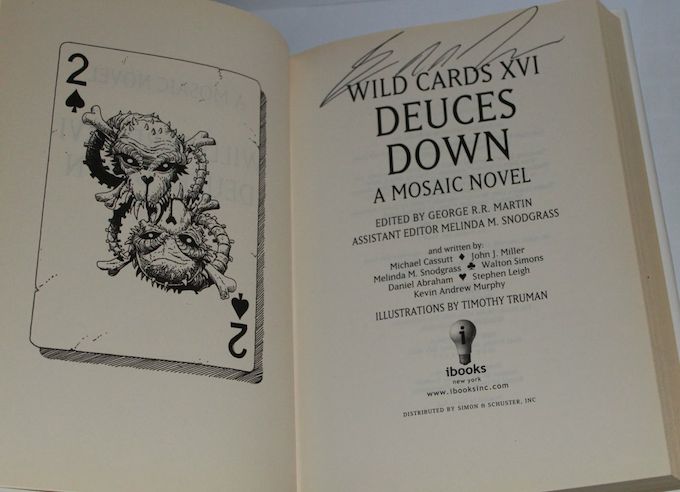 2
2
WILD CARDS XVI
DEUCES
DOWN
A MOSAIC NOVEL
EDITED BY GEORGE R.R. MARTIN
ASSISTANT EDITOR MELINDA M. SNODGRASS
and written by:
Michael Cassutt ♦ John J. Miller
Melinda M. Snodgrass ♣ Walton Simons
Daniel Abraham ♥ Stephen Leigh
Kevin Andrew Murphy
ILLUSTRATIONS BY TIMOTHY TRUMAN
i
ibooks
new york
www.ibooksinc.com
DISTRIBUTED BY SIMON & SCHUSTER, INC